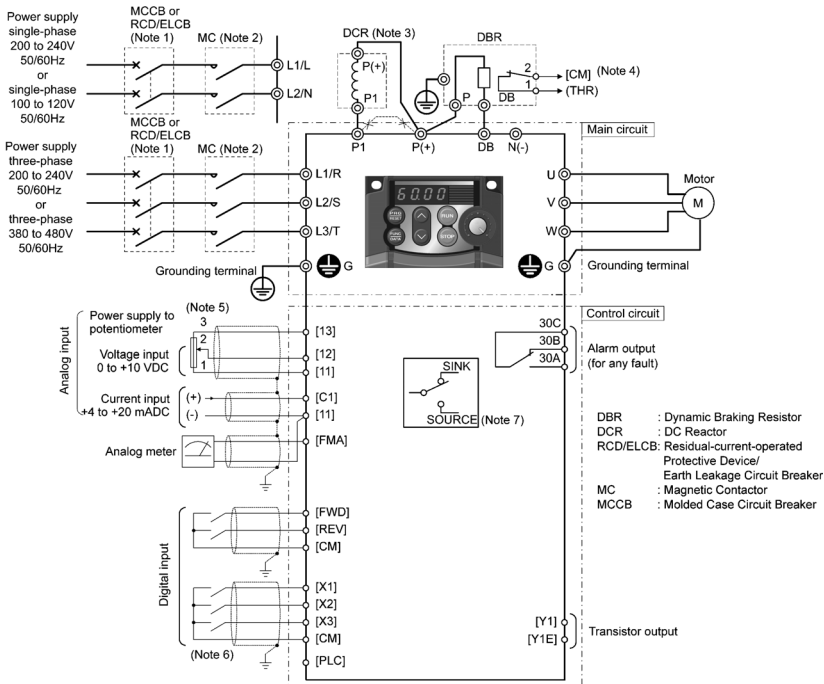 Power supply
single-phase
200 to 240V
50/60Hz
or
single-phase
100 to 120V
50/60Hz
MCCB or
RCD/ELCB
(Note 1)
MC (Note 2)
L1/L
L2/N
DCR (Note 3)
P(+)
P1
DBR
2
1
P
DB
[CM] (Note 4)
(THR)
Power supply
three-phase
200 to 240V
50/60Hz
or
three-phase
380 to 480V
50/60Hz
MCCB or
RCD/ELCB
(Note 1)
MC (Note 2)
P1
P(+)
DB
N(-)
Main circuit
L1/R
L2/S
L3/T
G
Grounding terminal
60.00
PRG
RESET
FUNC
DATA
RUN
STOP
U
V
W
G
Motor
M
Grounding terminal
Control circuit
Analog input
Power supply to
potentiometer
(Note 5)
3
2
1
Voltage input
0 to +10 VDC
Current input
+4 to +20 mADC
(+)
(-)
Analog meter
[13]
[12]
[11]
[C1]
[11]
[FMA]
SINK
SOURCE (Note 7)
30C
30B
30A
Alarm output
(for any fault)
DBR : Dynamic Braking Resistor
DCR : DC Reactor
RCD/ELCB: Residual-current-operated
Protective Device/
Earth Leakage Circuit Breaker
MC : Magnetic Contactor
MCCB : Molded Case Circuit Breaker
Digital input
[FWD]
[REV]
[CM]
[X1]
[X2]
[X3]
[CM]
(Note 6)
[PLC]
[Y1]
[Y1E]
Transistor output